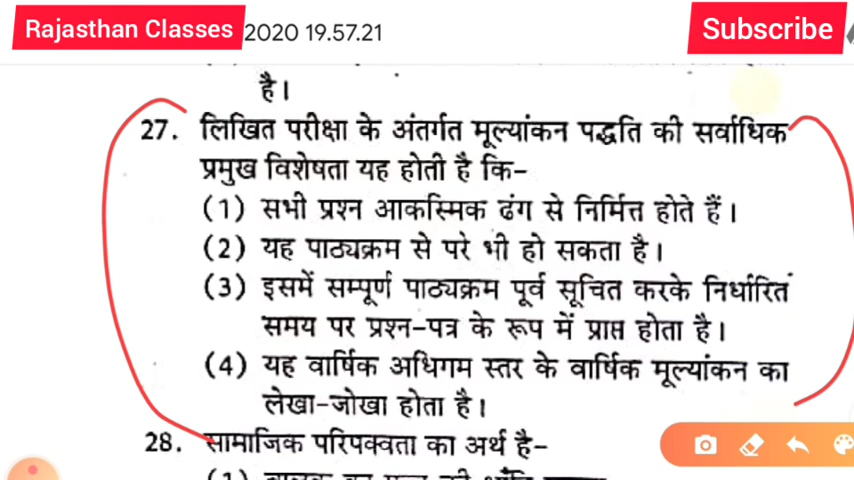 Rajasthan Classes
2020 19.57.21
Subscribe
है।
27. लिखित परीक्षा के अंतर्गत मूल्यांकन पद्धति की सर्वाधिक
प्रमुख विशेषता यह होती है कि-
(1) सभी प्रश्न आकस्मिक ढंग से निर्मित्त होते हैं।
(2) यह पाठ्यक्रम से परे भी हो सकता है।
(3) इसमें सम्पूर्ण पाठ्यक्रम पूर्व सूचित करके निर्धारित
समय पर प्रश्न-पत्र के रूप में प्राप्त होता है।
(4) यह वार्षिक अधिगम स्तर के वार्षिक मूल्यांकन का
लेखा-जोखा होता है।
28. सामाजिक परिपक्वता का अर्थ है-
(1)